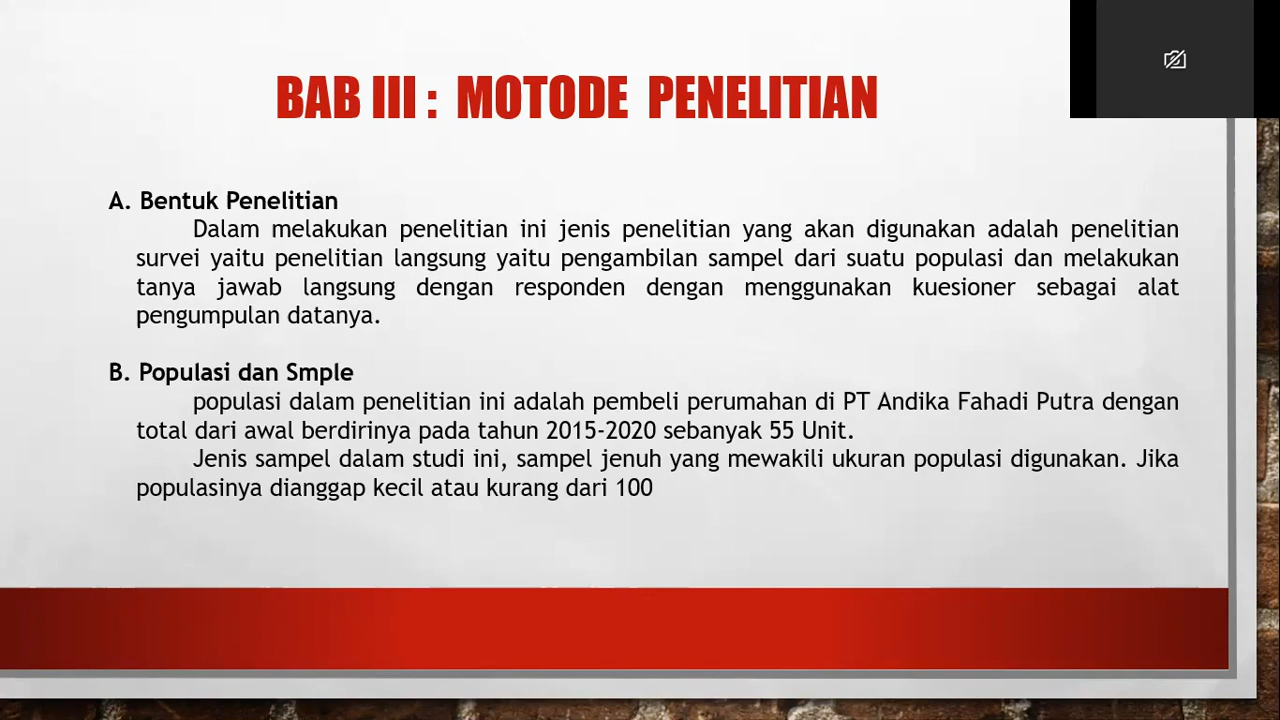 BAB III : MOTODE PENELITIAN
A. Bentuk Penelitian
Dalam melakukan penelitian ini jenis penelitian yang akan digunakan adalah penelitian
survei yaitu penelitian langsung yaitu pengambilan sampel dari suatu populasi dan melakukan
tanya jawab langsung dengan responden dengan menggunakan kuesioner sebagai alat
pengumpulan datanya.
B. Populasi dan Smple
populasi dalam penelitian ini adalah pembeli perumahan di PT Andika Fahadi Putra dengan
total dari awal berdirinya pada tahun 2015-2020 sebanyak 55 Unit.
Jenis sampel dalam studi ini, sampel jenuh yang mewakili ukuran populasi digunakan. Jika
populasinya dianggap kecil atau kurang dari 100